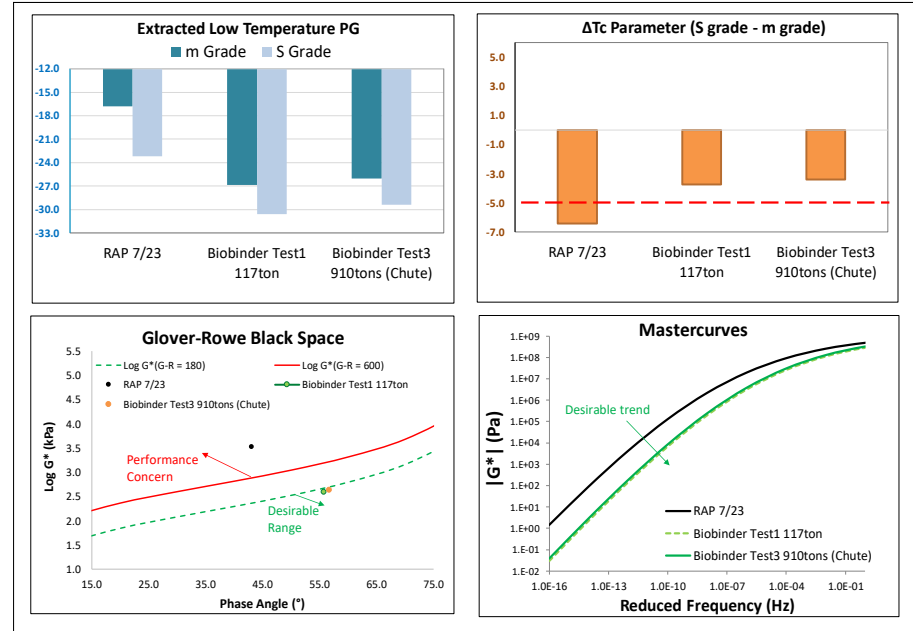 Extracted Low Temperature PG
m Grade S Grade
-12.0
-15.0
-18.0
-21.0
-24.0
-27.0
-30.0
-33.0
RAP 7/23 Biobinder Test1 Biobinder Test3
117ton 910tons (Chute)
ΔTc Parameter (S grade - m grade)
5.0
3.0
1.0
-1.0
-3.0
-5.0
-7.0
RAP 7/23 Biobinder Test1 Biobinder Test3
117ton 910tons (Chute)
Glover-Rowe Black Space
Log G*(G-R = 180) Log G*(G-R = 600)
RAP 7/23 Biobinder Test1 117ton
Biobinder Test3 910tons (Chute)
Log G* (kPa)
5.5
5.0
4.5
4.0
3.5
3.0
2.5
2.0
1.5
1.0
Performance
Concern
Desirable
Range
15.0 25.0 35.0 45.0 55.0 65.0 75.0
Phase Angle (°)
Mastercurves
|G*| (Pa)
1.E+09
1.E+08
1.E+07
1.E+06
1.E+05
1.E+04
1.E+03
1.E+02
1.E+01
1.E+00
1.E-01
1.E-02
Desirable trend
RAP 7/23
Biobinder Test1 117ton
Biobinder Test3 910tons (Chute)
1.0E-16 1.0E-13 1.0E-10 1.0E-07 1.0E-04 1.0E-01
Reduced Frequency (Hz)